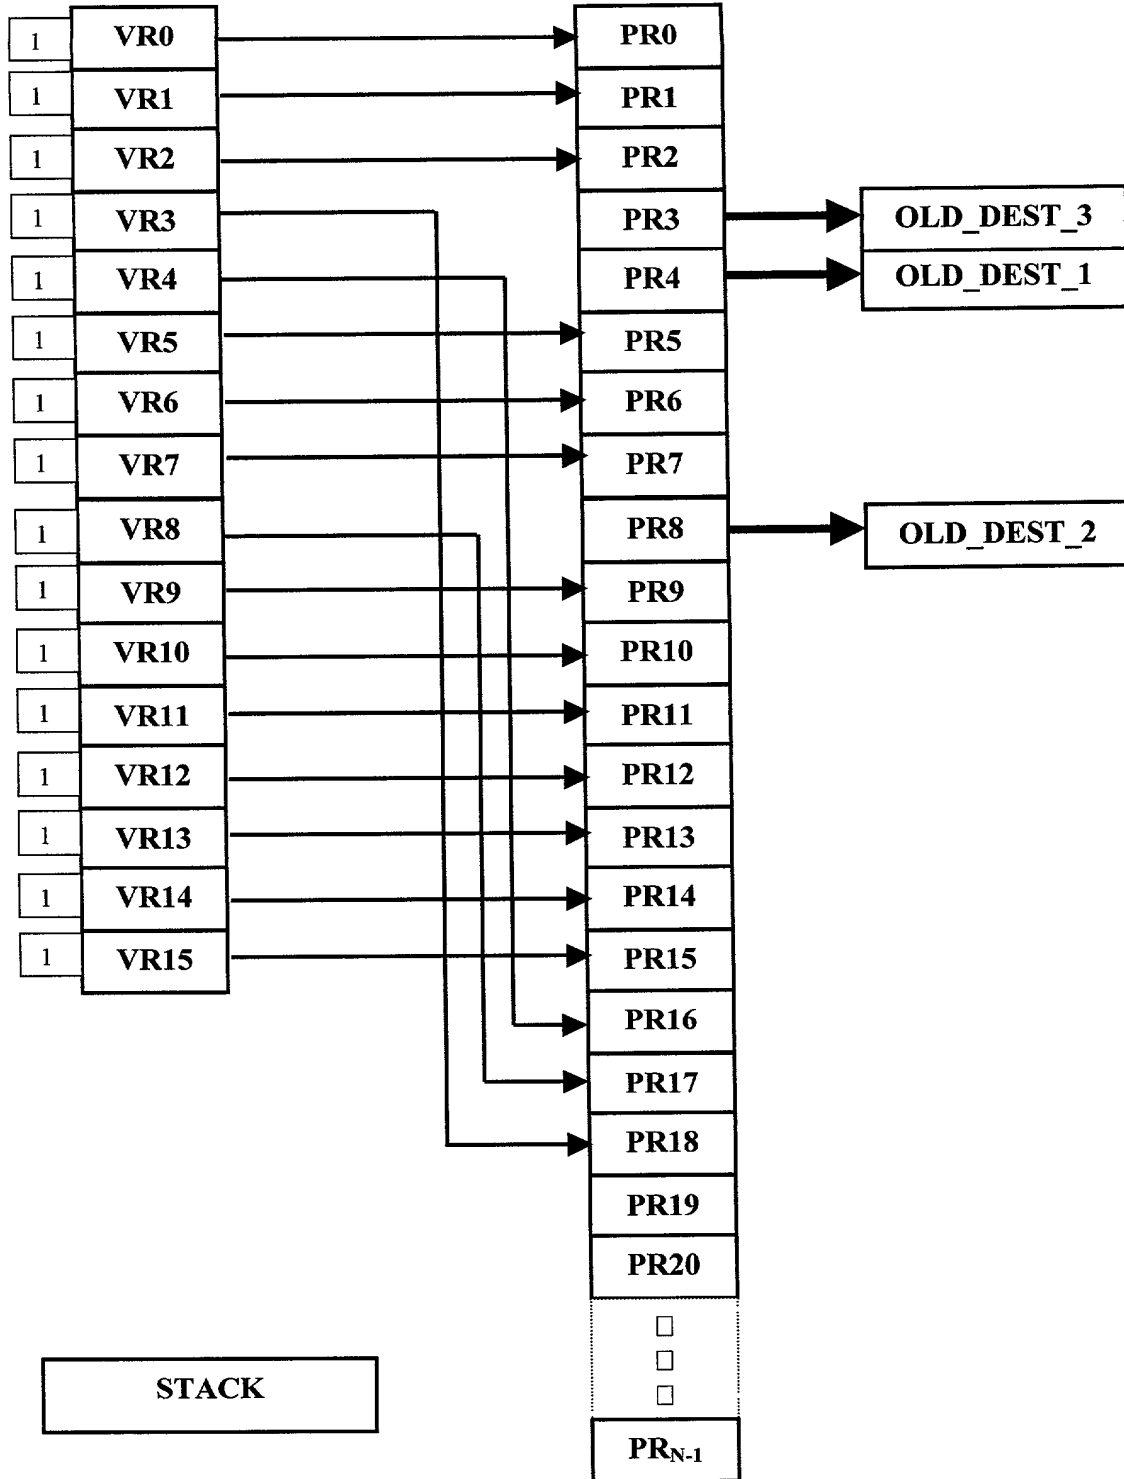 1 VR0 PR0
1 VR1 PR1
1 VR2 PR2
1 VR3 PR3 OLD_DEST_3
1 VR4 PR4 OLD_DEST_1
1 VR5 PR5
1 VR6 PR6
1 VR7 PR7
1 VR8 PR8 OLD_DEST_2
1 VR9 PR9
1 VR10 PR10
1 VR11 PR11
1 VR12 PR12
1 VR13 PR13
1 VR14 PR14
1 VR15 PR15
PR16
PR17
PR18
PR19
PR20
STACK
PRN-1